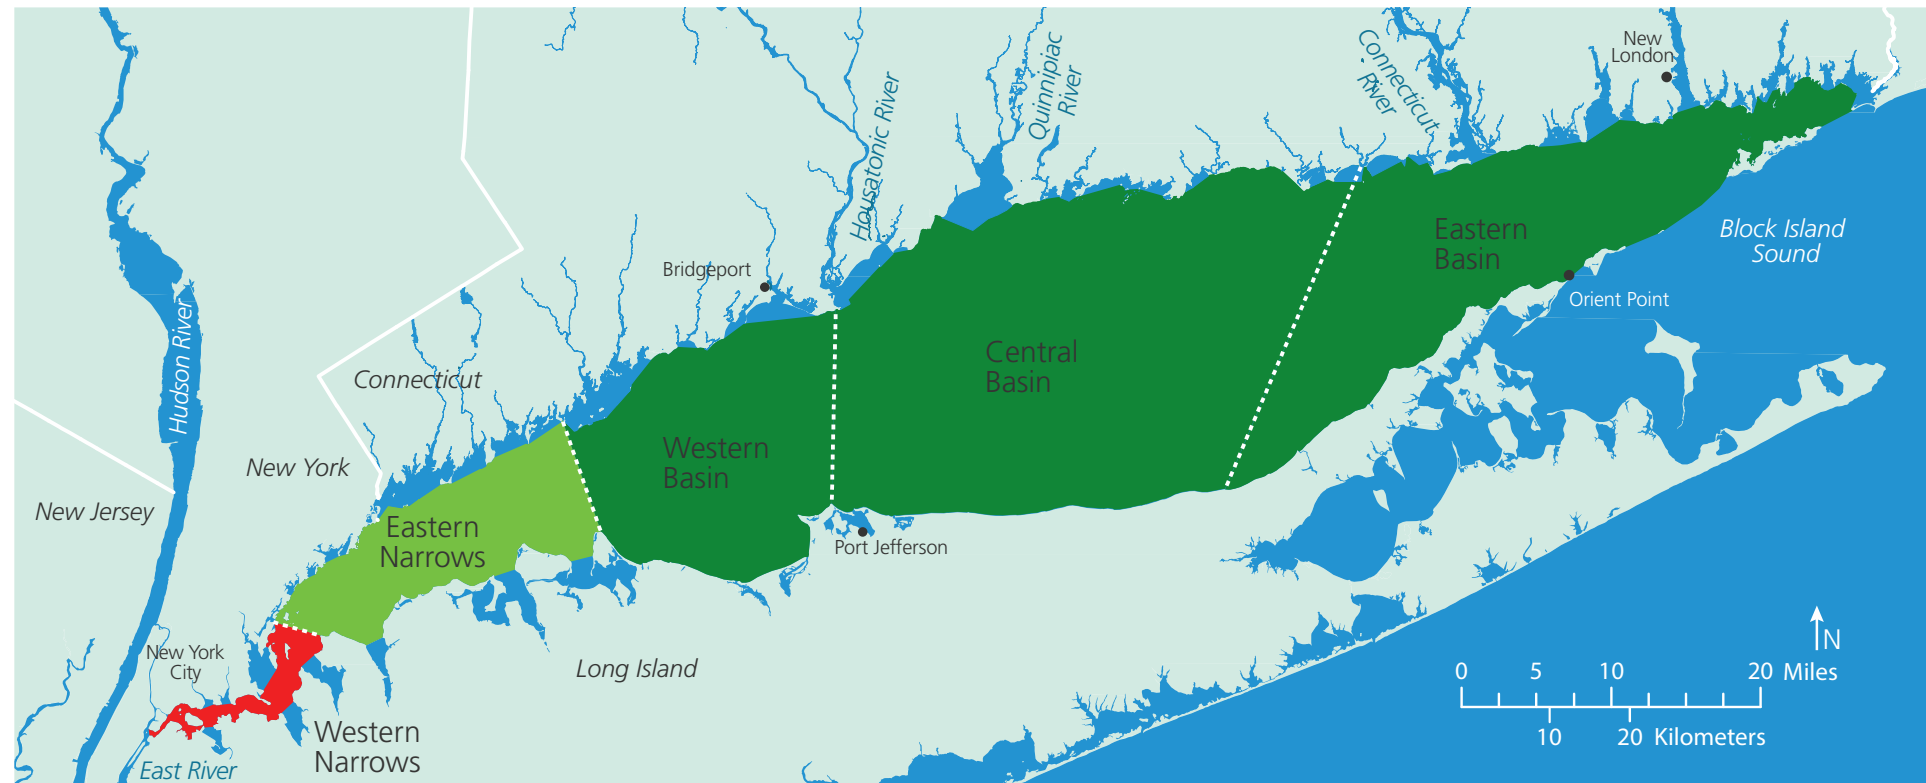 New
London
Quinnipiac
River
Connecticut
River
Housatonic River
Eastern
Basin
Block Island
Sound
Bridgeport
Orient Point
Hudson River
Central
Basin
Connecticut
Western
Basin
New York
New Jersey
Eastern
Narrows
Port Jefferson
N
New York
City
Long Island
0 5 10 20 Miles
10 20 Kilometers
Western
Narrows
East River